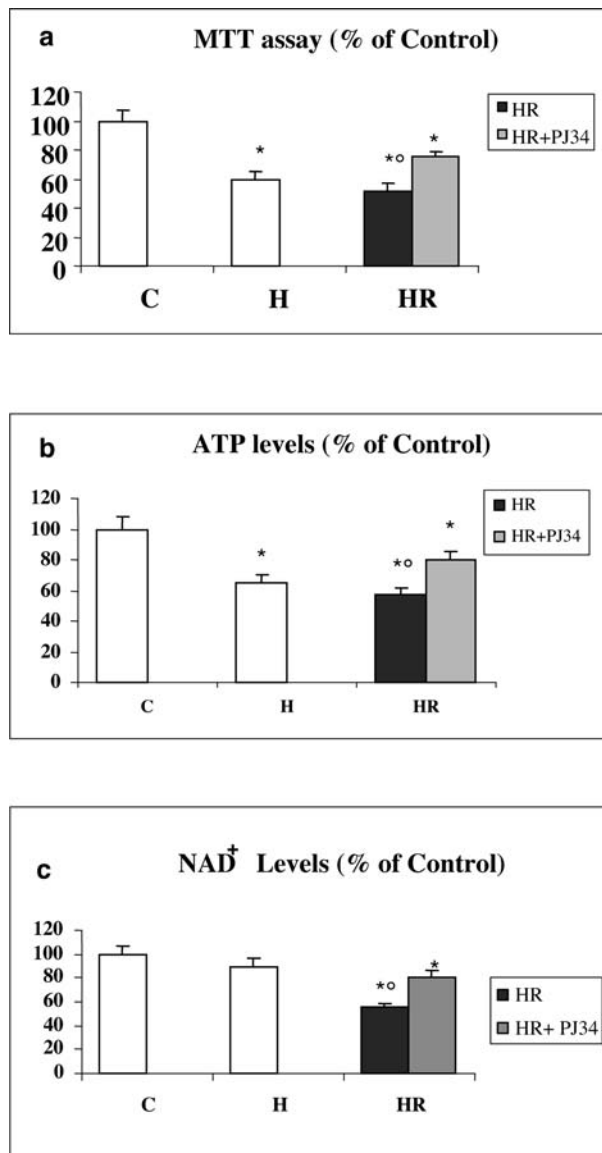 a
MTT assay (% of Control)
120
100
80
60
40
20
0
*
*°
*
C H HR
HR
HR+PJ34
b
ATP levels (% of Control)
120
100
80
60
40
20
0
*
*°
*
C H HR
HR
HR+PJ34
c
NAD+ Levels (% of Control)
120
100
80
60
40
20
0
*°
*
C H HR
HR
HR+ PJ34